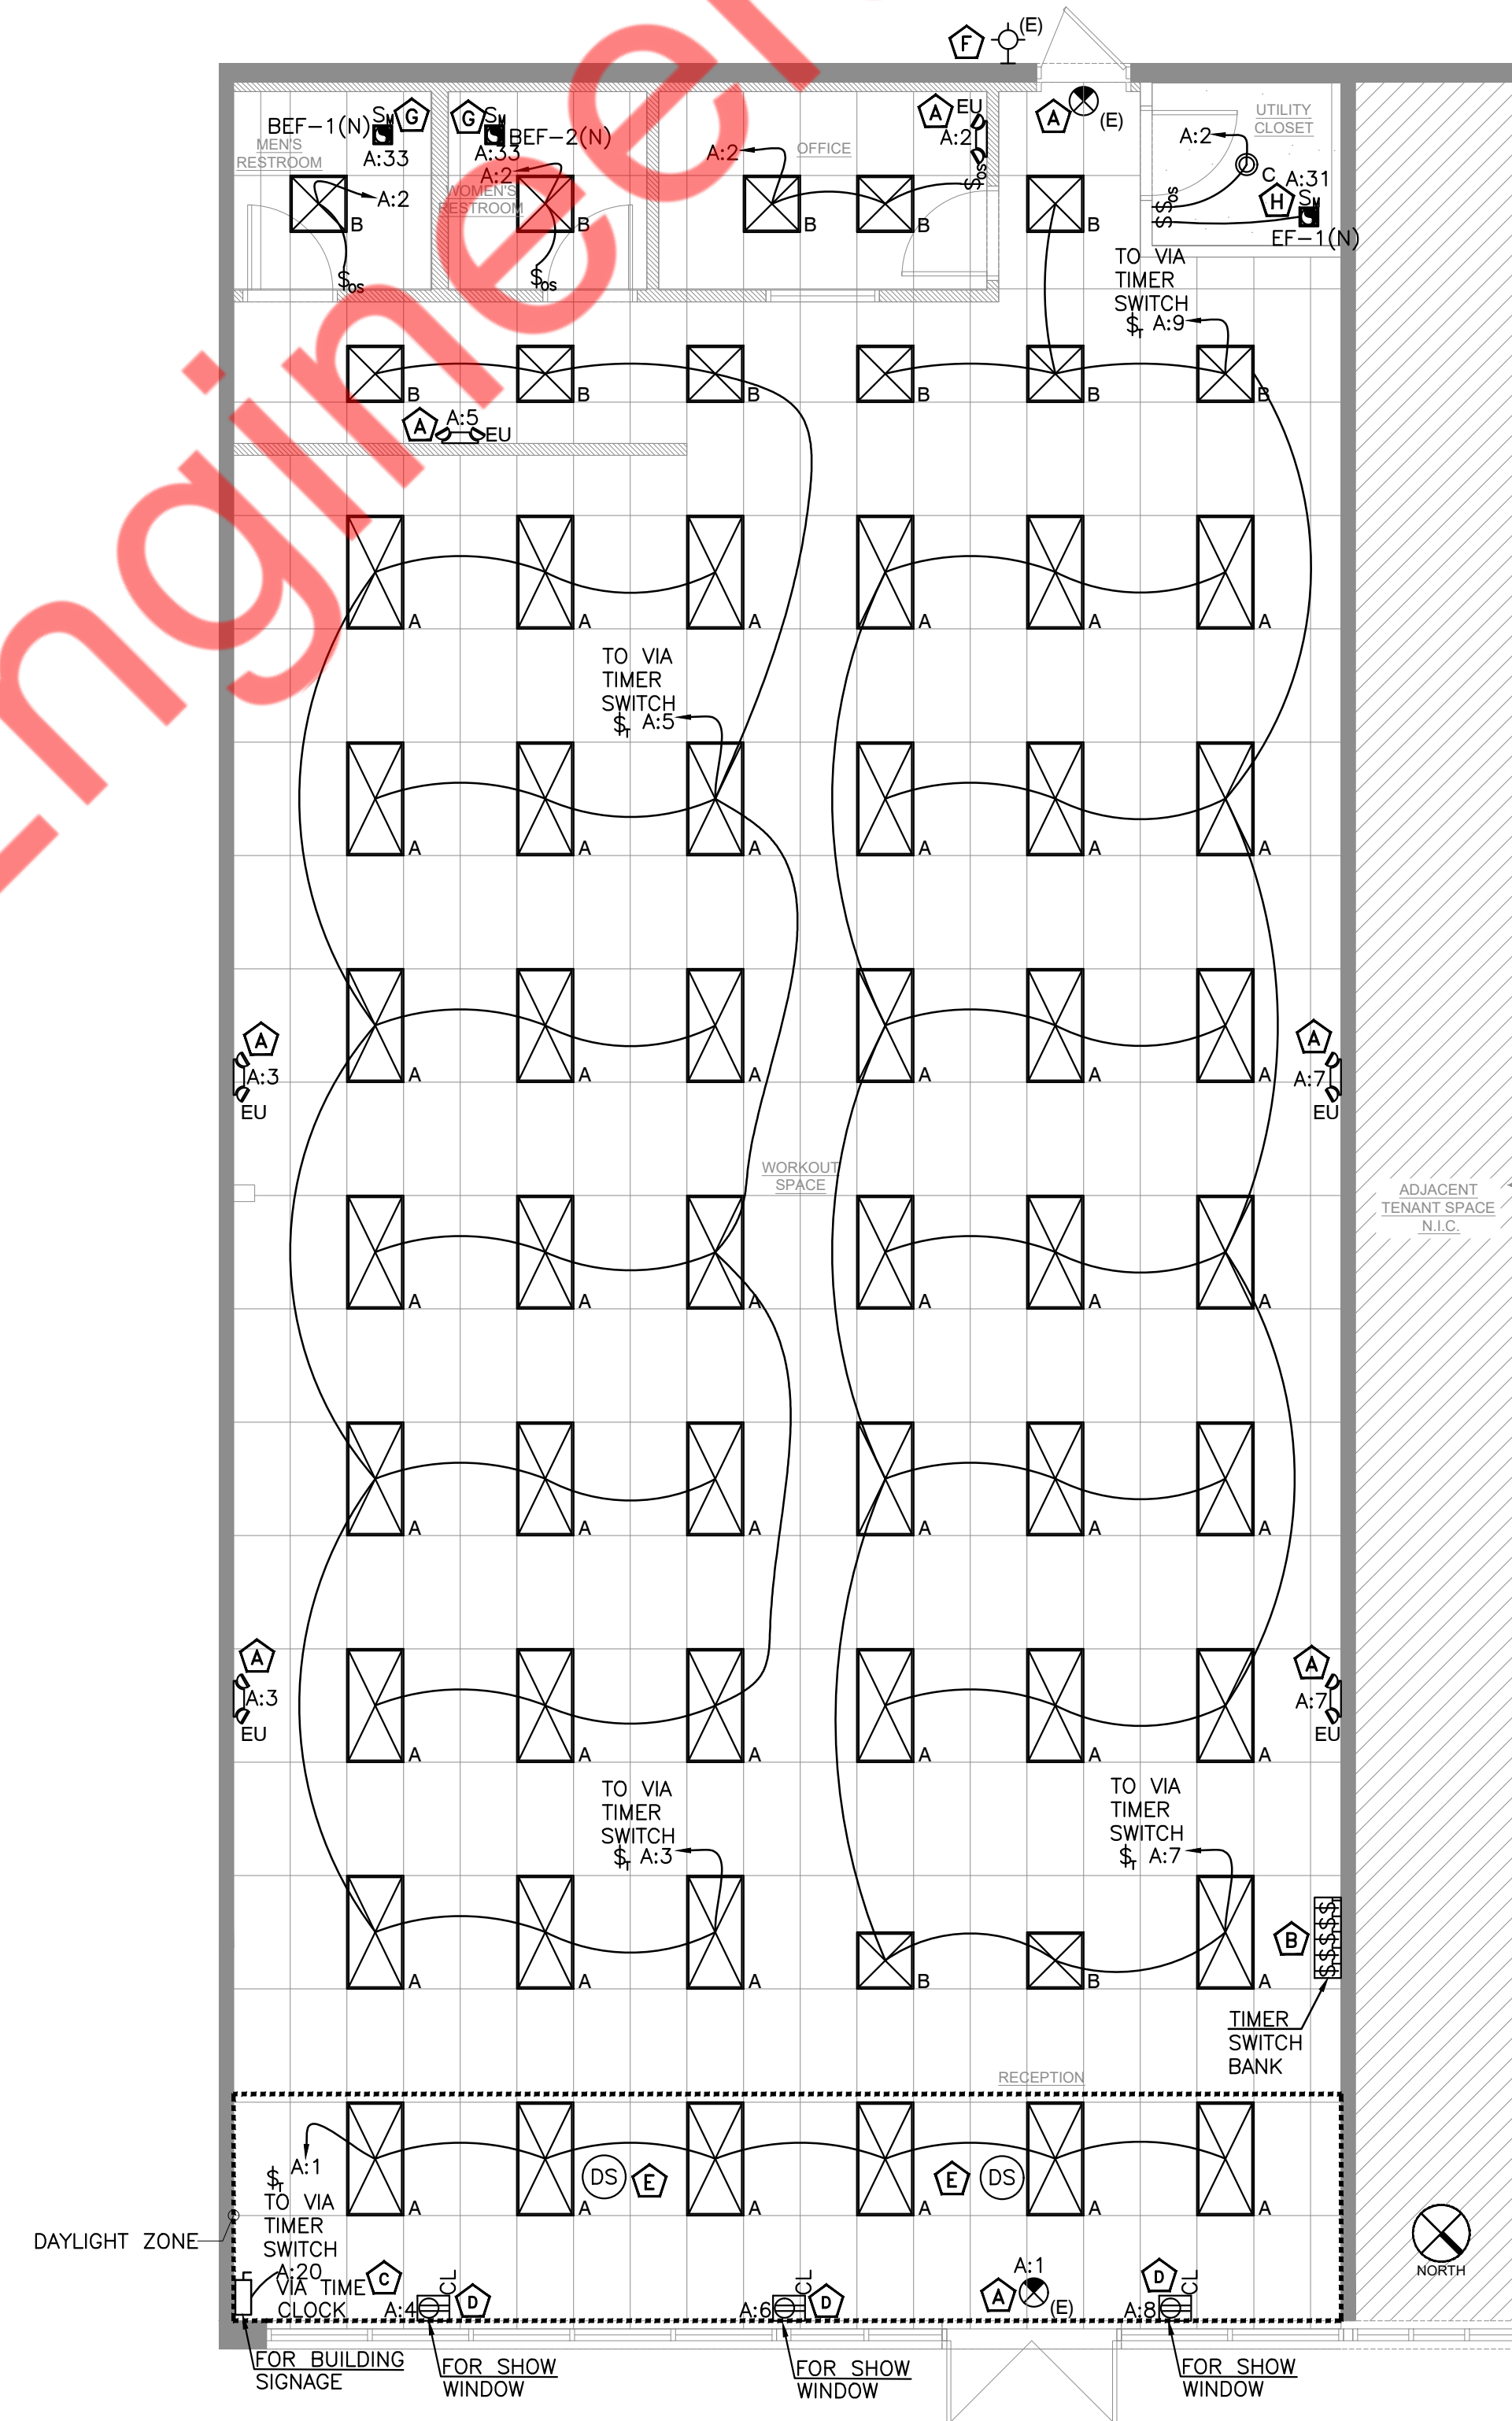 Engineer
F
(E)
BEF-1(N)
SM
G
G
SM
BEF-2(N)
A:33
A:33
MEN'S
RESTROOM
A:2
A:2
WOMEN'S
RESTROOM
B
B
$OS
$OS
A:2
OFFICE
A
EU
A:2
$OS
B
B
A
(E)
B
UTILITY
CLOSET
A:2
C
A:31
H
SM
$$OS
EF-1(N)
TO VIA
TIMER
SWITCH
$T A:9
B
B
B
B
B
B
A
A:5
EU
A
A
A
A
A
A
TO VIA
TIMER
SWITCH
$T A:5
A
A
A
A
A
A
A
A:3
EU
A
A
A
A
A
A
A
A:7
EU
WORKOUT
SPACE
ADJACENT
TENANT SPACE
N.I.C.
A
A
A
A
A
A
A
A
A
A
A
A
A
A:3
EU
A
A
A
A
A
A
A
A:7
EU
TO VIA
TIMER
SWITCH
$T A:3
TO VIA
TIMER
SWITCH
$T A:7
A
A
A
B
B
A
B
$$$$$
TIMER
SWITCH
BANK
RECEPTION
A:1
$T
TO VIA
TIMER
SWITCH
A:20
VIA TIME
CLOCK
A
A
DS
E
A
A
E
DS
A
A
DAYLIGHT ZONE
C
A:4
CL
D
A:6
CL
D
A:1
A
(E)
D
A:8
CL
NORTH
FOR BUILDING
SIGNAGE
FOR SHOW
WINDOW
FOR SHOW
WINDOW
FOR SHOW
WINDOW